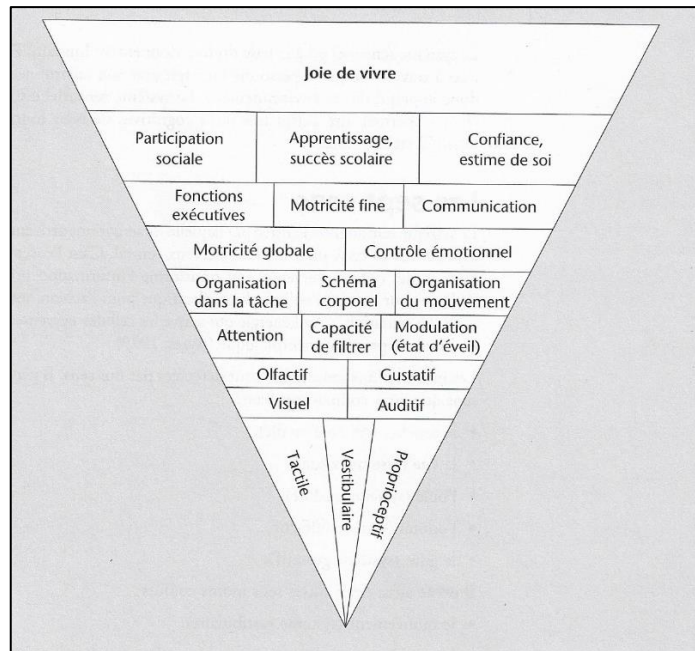 Joie de vivre
Participation
sociale
Apprentissage,
succès scolaire
Confiance,
estime de soi
Fonctions
exécutives
Motricité fine
Communication
Motricité globale
Contrôle émotionnel
Organisation
dans la tâche
Schéma
corporel
Organisation
du mouvement
Attention
Capacité
de filtrer
Modulation
(état d'éveil)
Olfactif
Gustatif
Visuel
Auditif
Tactile
Vestibulaire
Proprioceptif